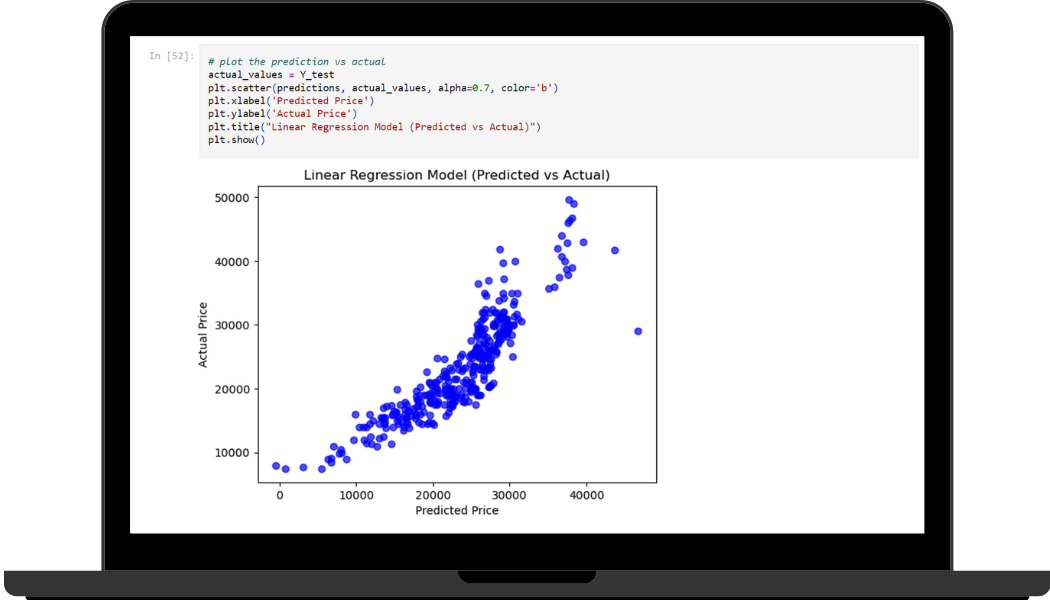 In [52]:
# plot the prediction vs actual
actual_values = Y_test
plt.scatter(predictions, actual_values, alpha=0.7, color='b')
plt.xlabel('Predicted Price')
plt.ylabel('Actual Price')
plt.title("Linear Regression Model (Predicted vs Actual)")
plt.show()
Linear Regression Model (Predicted vs Actual)
50000
40000
30000
20000
10000
Actual Price
0 10000 20000 30000 40000
Predicted Price